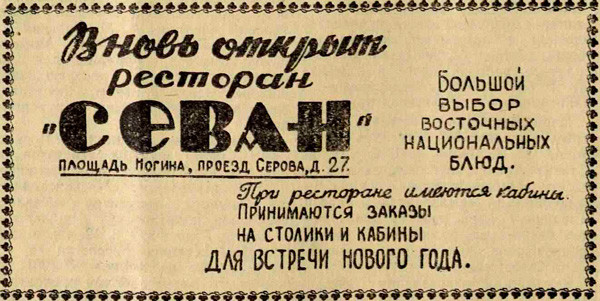 Вновь открыт
ресторан
"СЕВАН"
ПЛОЩАДЬ НОГИНА, ПРОЕЗД СЕРОВА, Д. 27.
БОЛЬШОЙ
ВЫБОР
ВОСТОЧНЫХ
НАЦИОНАЛЬНЫХ
БЛЮД.
При ресторане имеются кабины.
ПРИНИМАЮТСЯ ЗАКАЗЫ
НА СТОЛИКИ И КАБИНЫ
ДЛЯ ВСТРЕЧИ НОВОГО ГОДА.